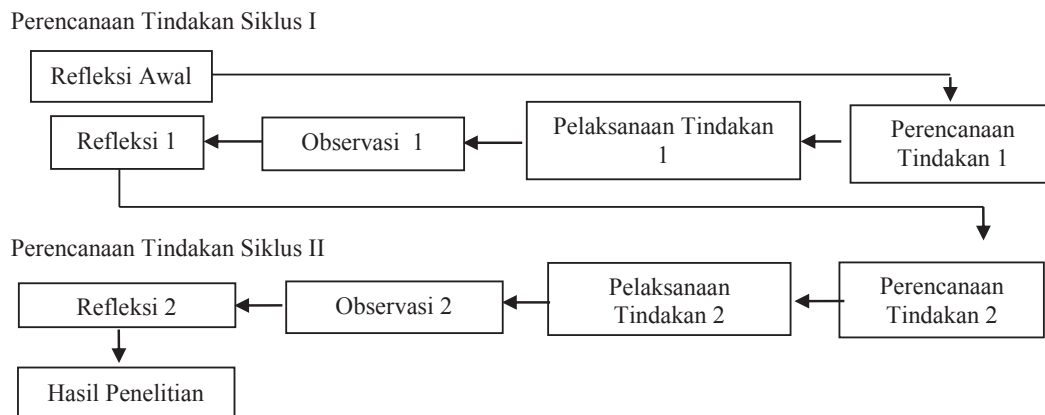 Perencanaan Tindakan Siklus I
Refleksi Awal
Refleksi 1
Observasi 1
Pelaksanaan Tindakan
1
Perencanaan
Tindakan 1
Perencanaan Tindakan Siklus II
Refleksi 2
Observasi 2
Pelaksanaan
Tindakan 2
Perencanaan
Tindakan 2
Hasil Penelitian